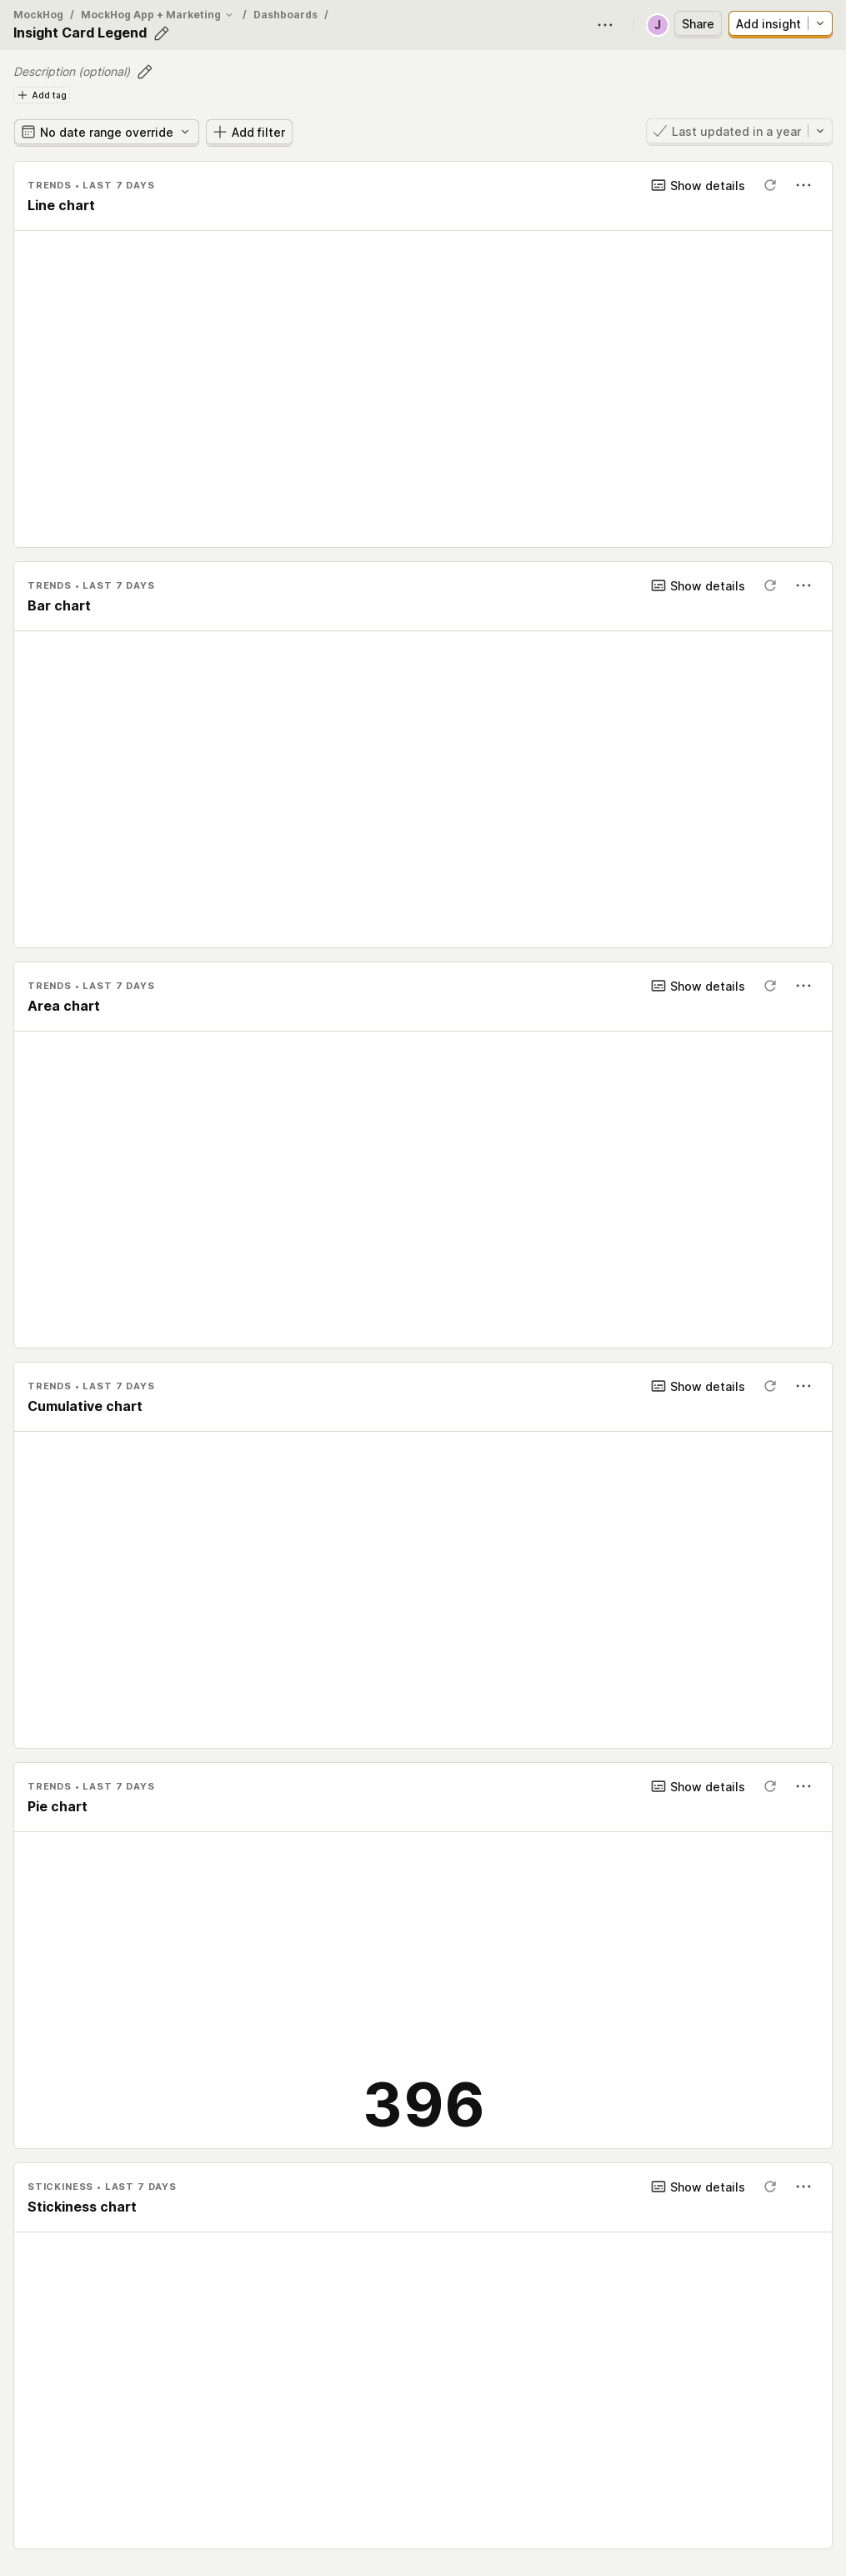 MockHog / MockHog App + Marketing / Dashboards /
Insight Card Legend
J
Share
Add insight
Description (optional)
Add tag
No date range override
Add filter
Last updated in a year
TRENDS • LAST 7 DAYS
Show details
Line chart
TRENDS • LAST 7 DAYS
Show details
Bar chart
TRENDS • LAST 7 DAYS
Show details
Area chart
TRENDS • LAST 7 DAYS
Show details
Cumulative chart
TRENDS • LAST 7 DAYS
Show details
Pie chart
396
STICKINESS • LAST 7 DAYS
Show details
Stickiness chart